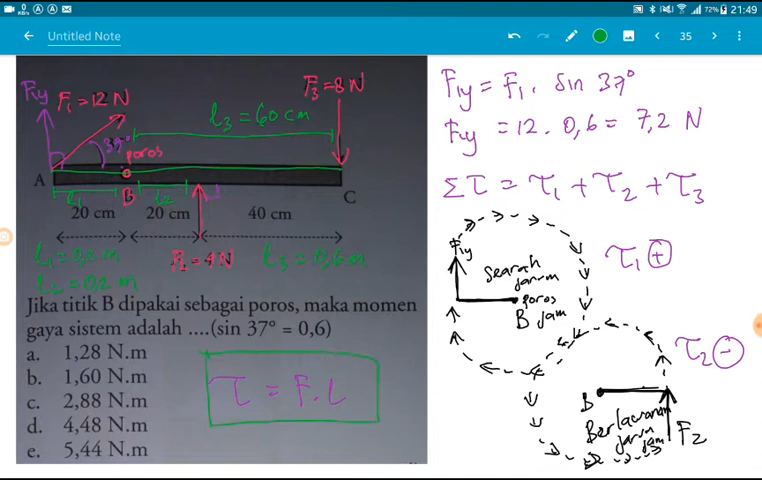 21:49
72%
Untitled Note
35
F1y
F1 = 12 N
F3 = 8 N
l3 = 60 cm
37°
poros
A
B
C
l1
l2
20 cm
20 cm
40 cm
l1 = 0,2 m
F2 = 4 N
l3 = 0,6 m
l2 = 0,2 m
Jika titik B dipakai sebagai poros, maka momen
gaya sistem adalah ....(sin 37° = 0,6)
a. 1,28 N.m
b. 1,60 N.m
c. 2,88 N.m
d. 4,48 N.m
e. 5,44 N.m
τ = F.l
F1y = F1 . sin 37°
F1y = 12 . 0,6 = 7,2 N
Στ = τ1 + τ2 + τ3
F1y
Searah
jarum
jam
poros
B
τ1 +
τ2 -
B
Berlawanan
jarum
jam
F2